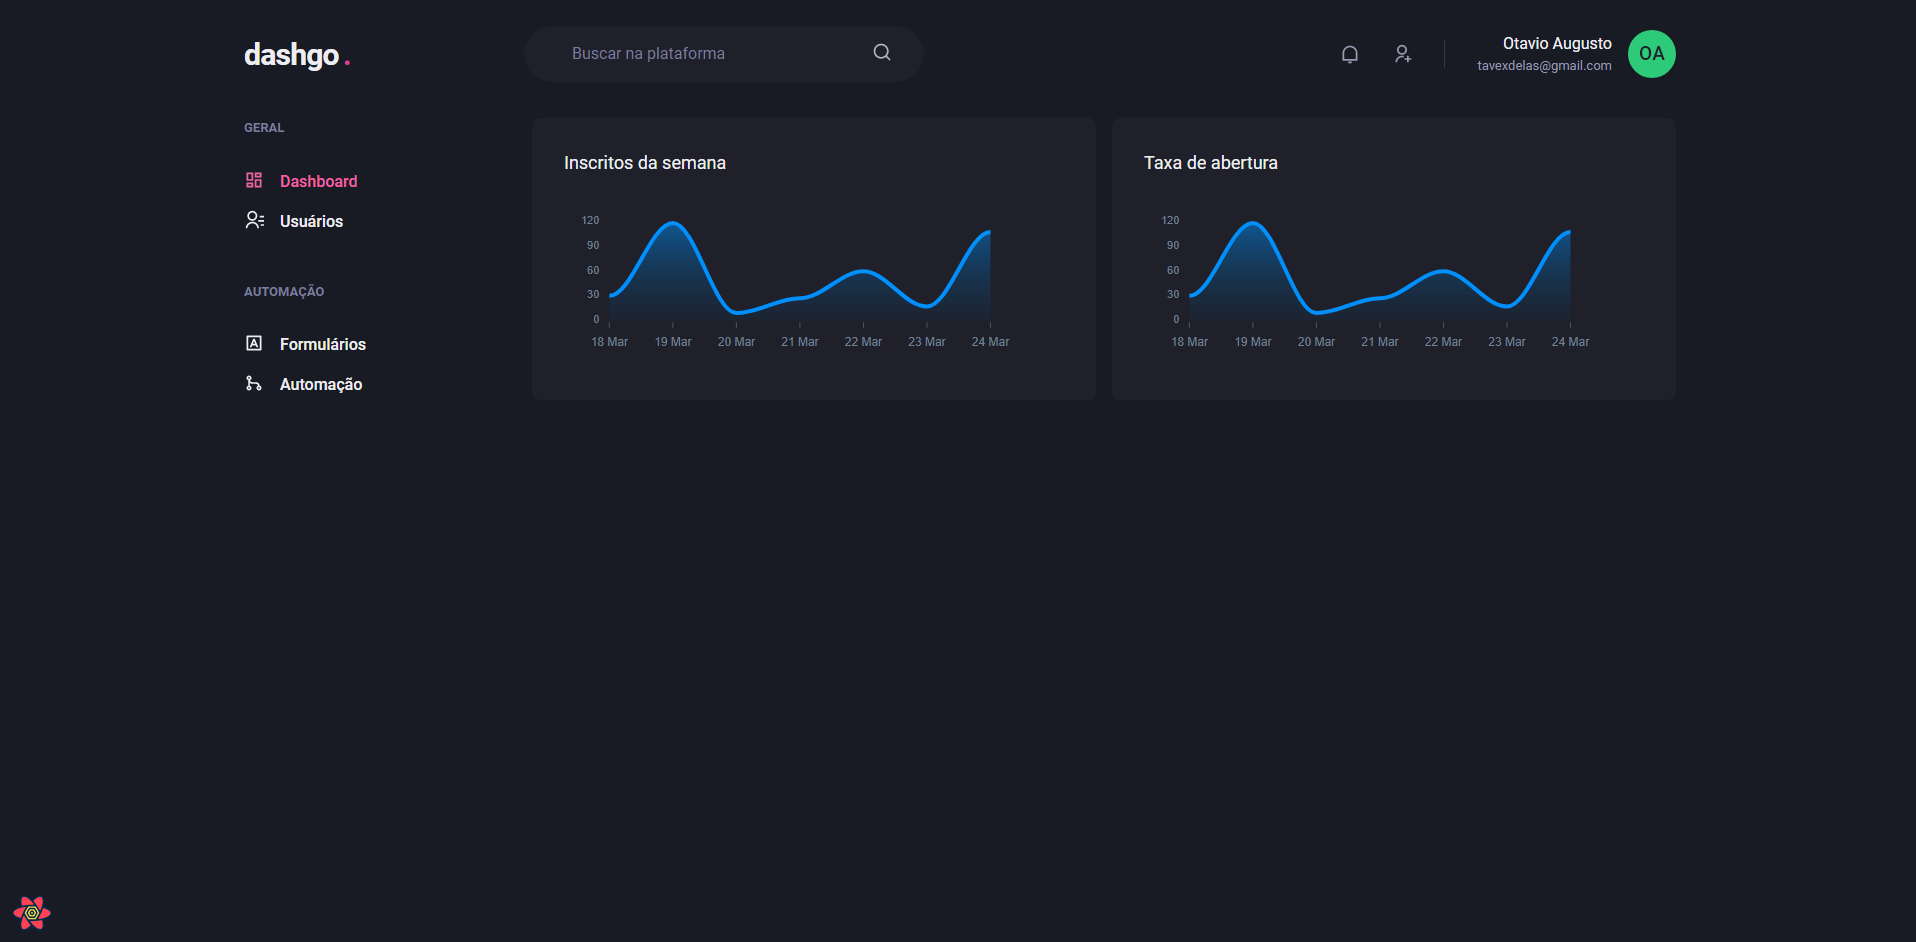 dashgo.
Buscar na plataforma
Otavio Augusto
tavexdelas@gmail.com
OA
GERAL
Dashboard
Usuários
AUTOMAÇÃO
Formulários
Automação
Inscritos da semana
120
90
60
30
0
18 Mar 19 Mar 20 Mar 21 Mar 22 Mar 23 Mar 24 Mar
Taxa de abertura
120
90
60
30
0
18 Mar 19 Mar 20 Mar 21 Mar 22 Mar 23 Mar 24 Mar